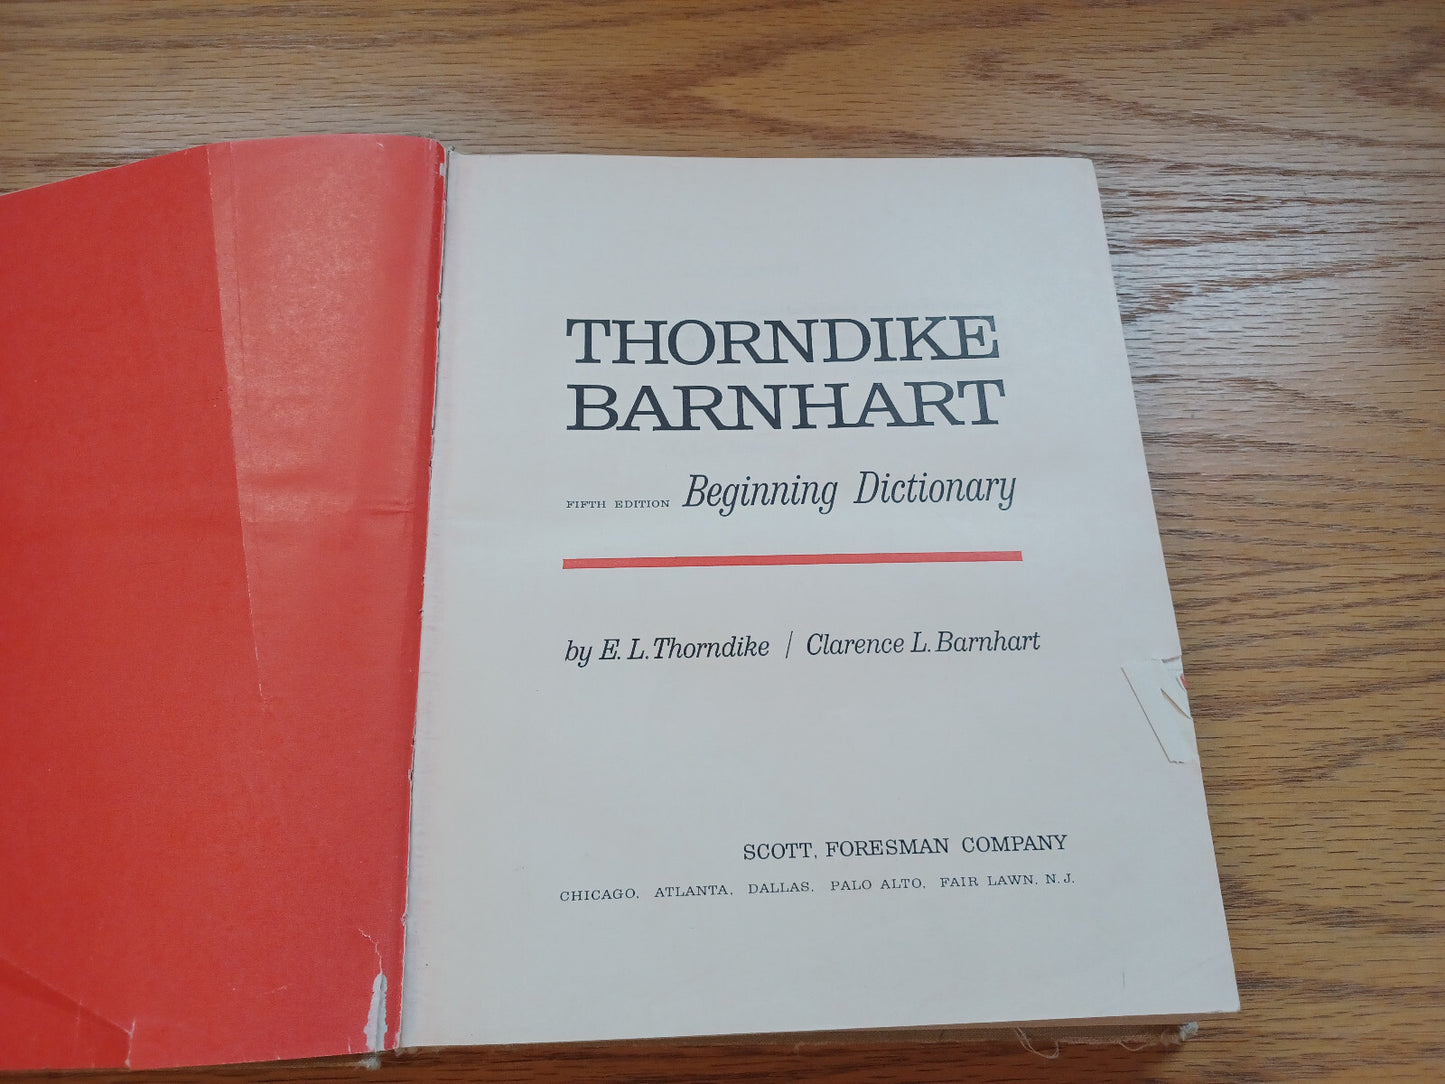 THORNDIKE
BARNHART
FIFTH EDITION Beginning Dictionary
by E. L. Thorndike / Clarence L. Barnhart
SCOTT, FORESMAN COMPANY
CHICAGO, ATLANTA, DALLAS, PALO ALTO, FAIR LAWN, N. J.